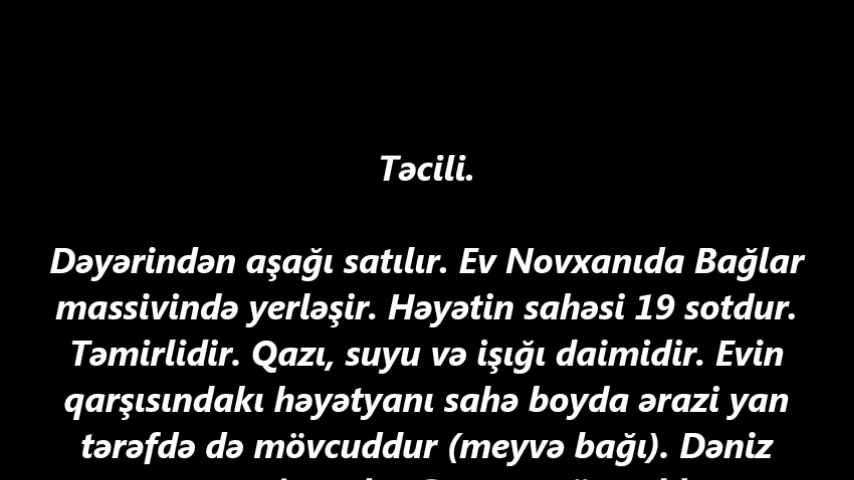 Təcili.
Dəyərindən aşağı satılır. Ev Novxanıda Bağlar
massivində yerləşir. Həyətin sahəsi 19 sotdur.
Təmirlidir. Qazı, suyu və işığı daimidir. Evin
qarşısındakı həyətyanı sahə boyda ərazi yan
tərəfdə də mövcuddur (meyvə bağı). Dəniz